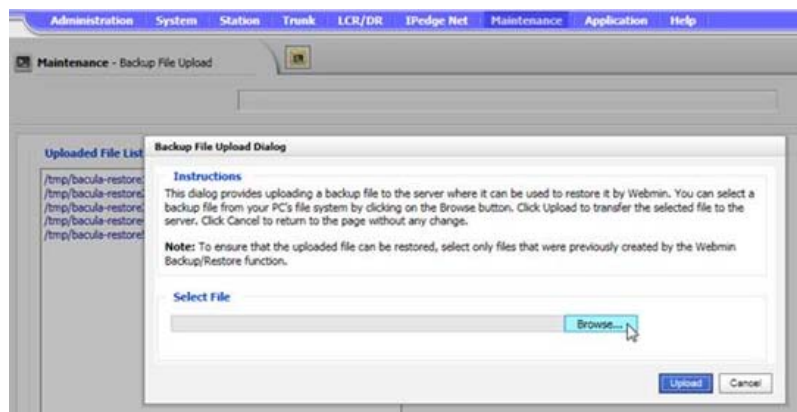 Administration System Station Trunk LCR/DR IPedge Net Maintenance Application Help
Maintenance - Backup File Upload
Uploaded File List
/tmp/bacula-restore
/tmp/bacula-restore
/tmp/bacula-restore
/tmp/bacula-restore
/tmp/bacula-restore
Backup File Upload Dialog
Instructions
This dialog provides uploading a backup file to the server where it can be used to restore it by Webmin. You can select a
backup file from your PC's file system by clicking on the Browse button. Click Upload to transfer the selected file to the
server. Click Cancel to return to the page without any change.
Note: To ensure that the uploaded file can be restored, select only files that were previously created by the Webmin
Backup/Restore function.
Select File
Browse...
Upload Cancel